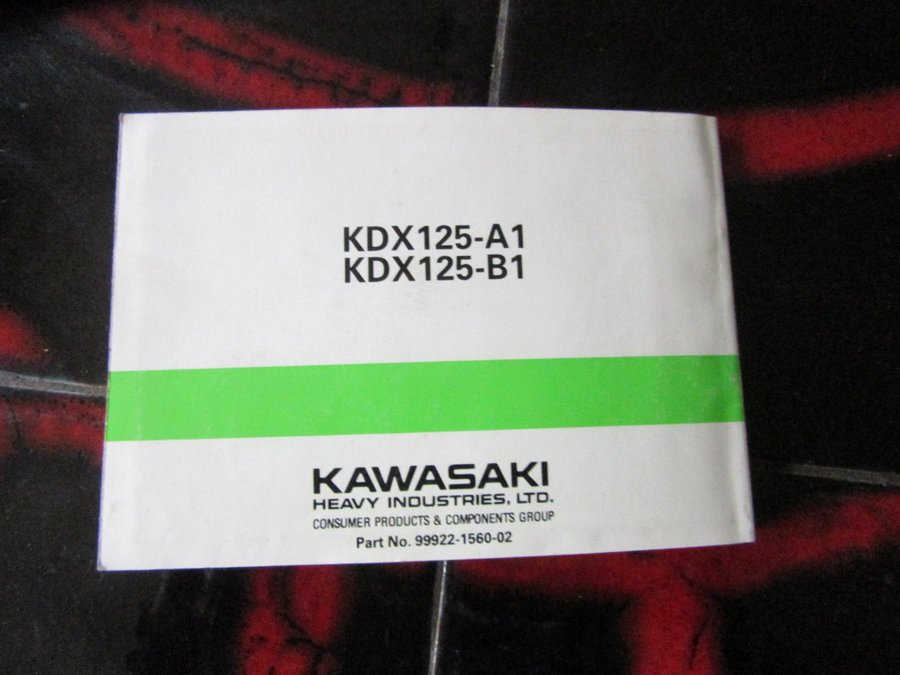 KDX125-A1
KDX125-B1
KAWASAKI
HEAVY INDUSTRIES, LTD.
CONSUMER PRODUCTS & COMPONENTS GROUP
Part No. 99922-1560-02